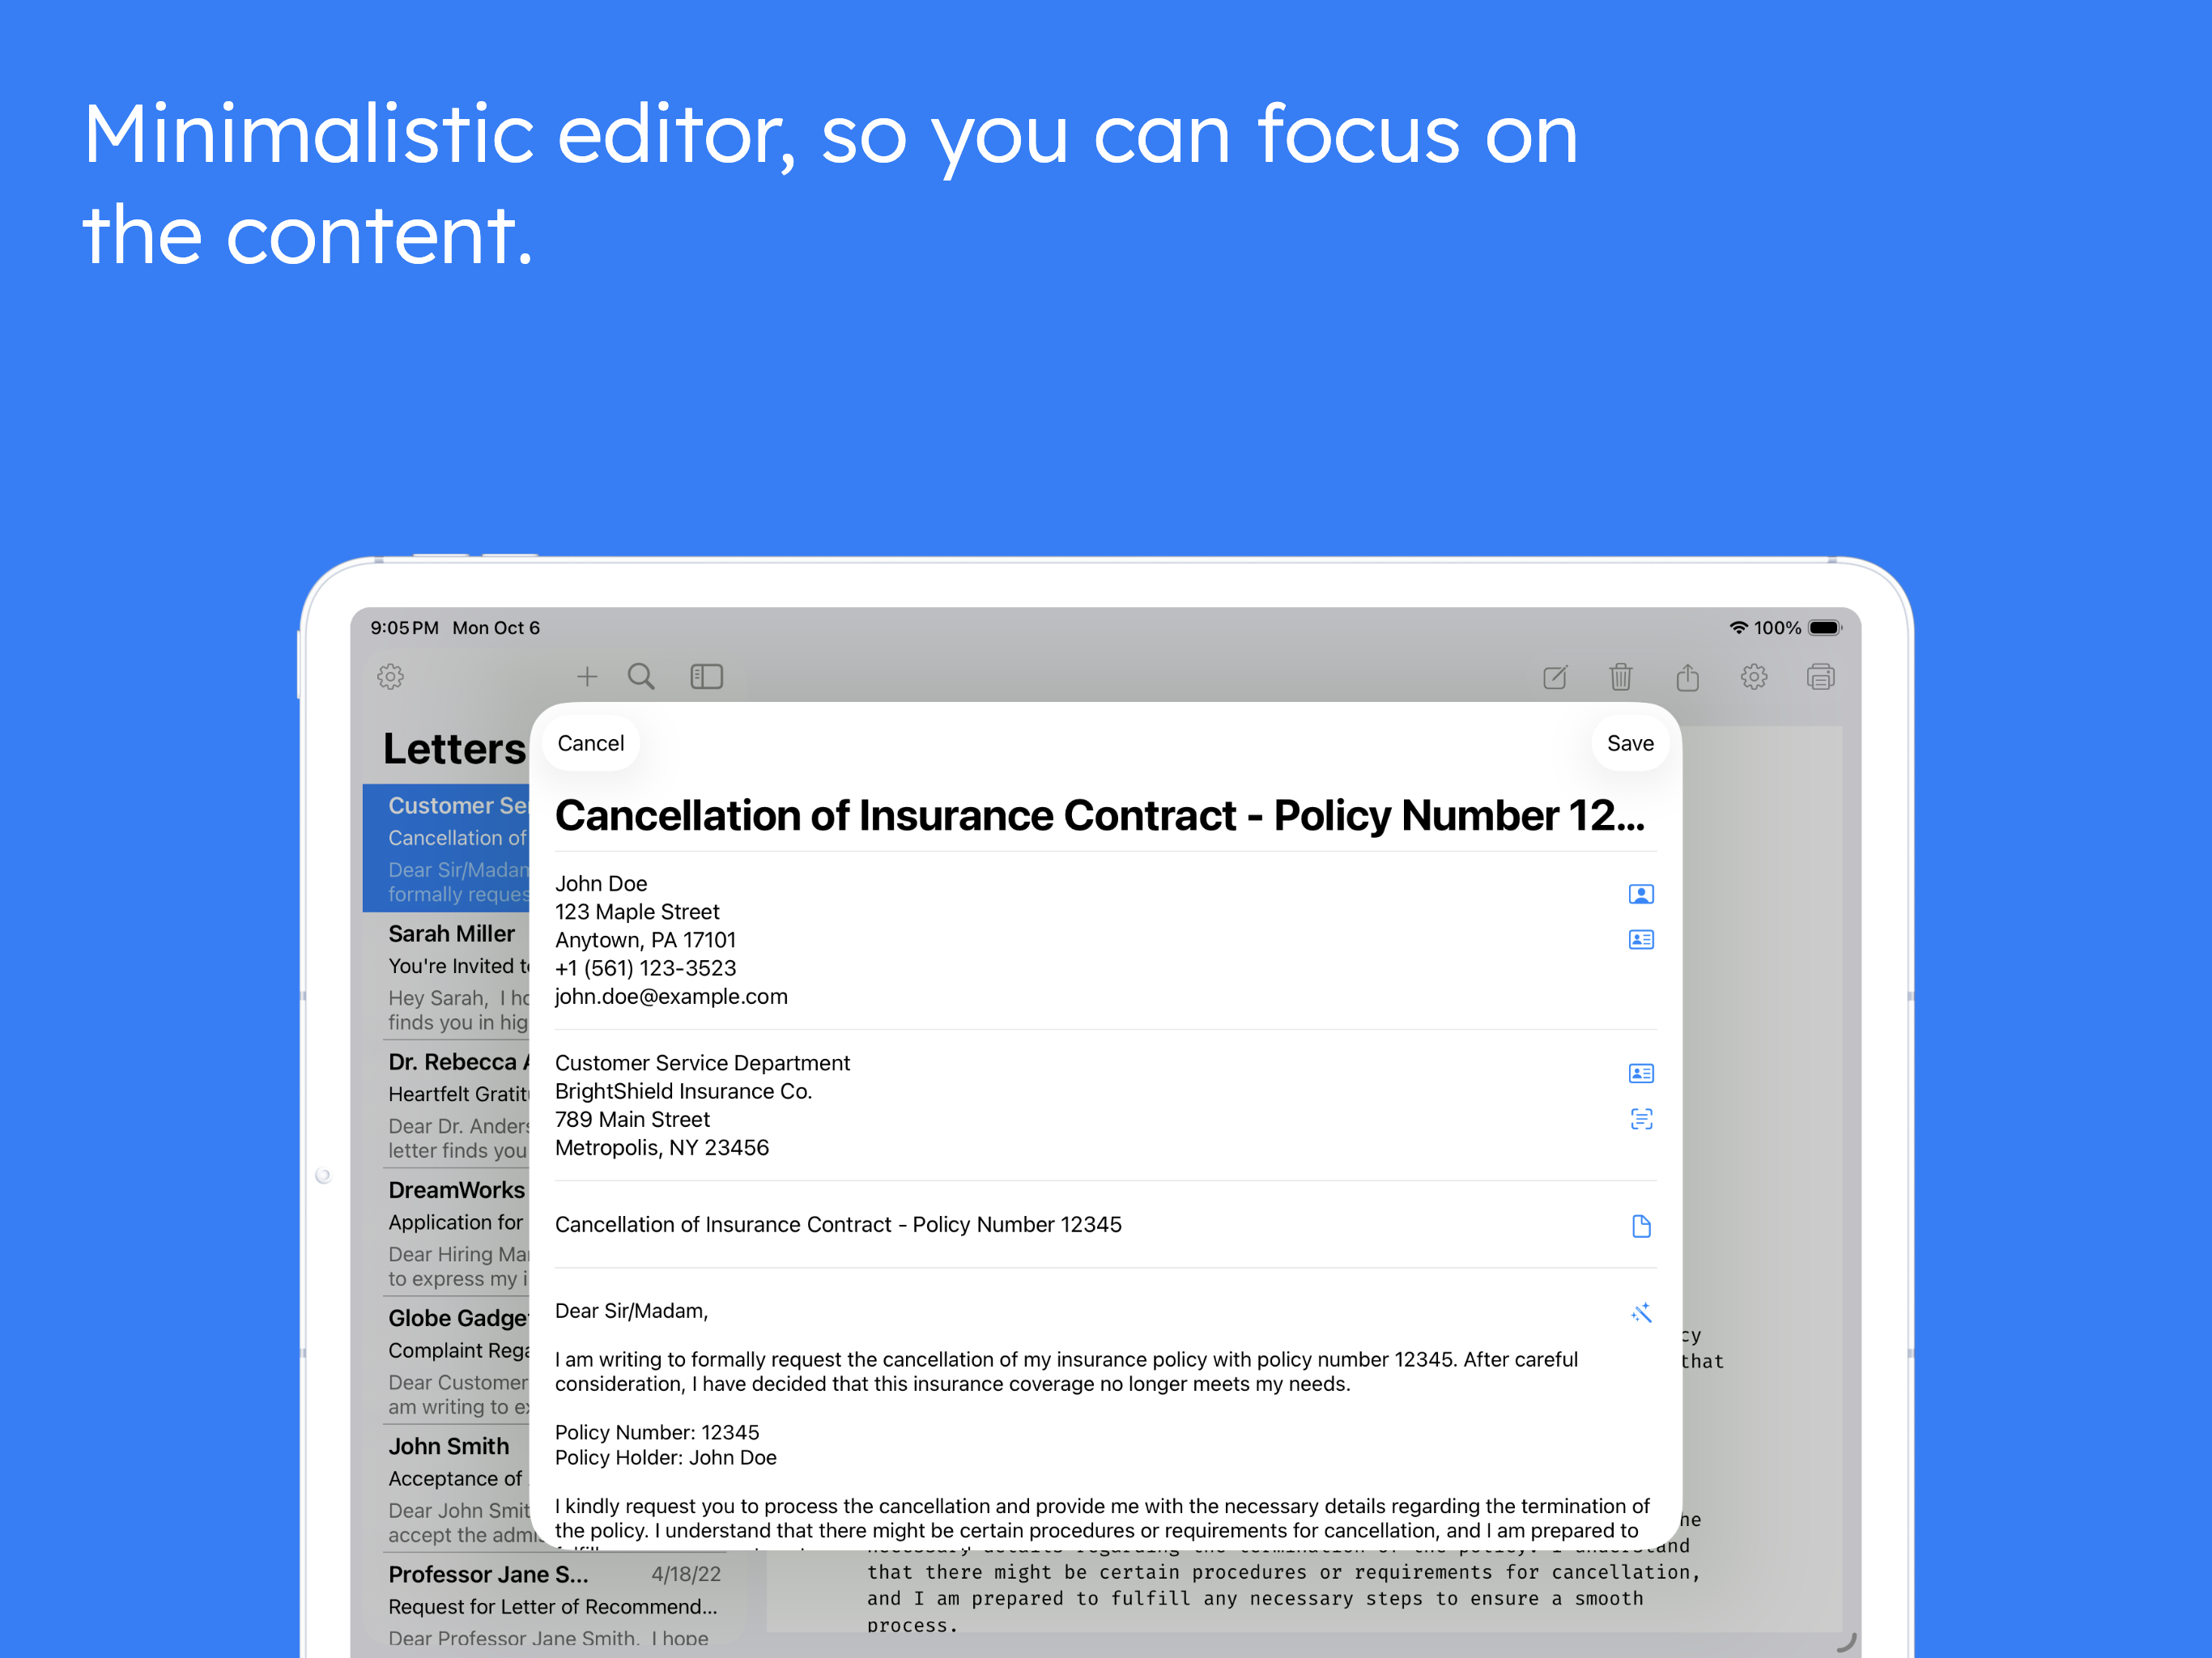 Minimalistic editor, so you can focus on
the content.
9:05 PM Mon Oct 6
100%
Letters
Customer Se
Cancellation of
Dear Sir/Madam
formally reques
Sarah Miller
You're Invited t
Hey Sarah, I ho
finds you in hig
Dr. Rebecca
Heartfelt Gratit
Dear Dr. Anders
letter finds you
DreamWorks
Application for
Dear Hiring Ma
to express my i
Globe Gadge
Complaint Rega
Dear Customer
am writing to e
John Smith
Acceptance of
Dear John Smit
accept the admi
Professor Jane S... 4/18/22
Request for Letter of Recommend...
Dear Professor Jane Smith, I hope
Cancel
Save
Cancellation of Insurance Contract - Policy Number 12...
John Doe
123 Maple Street
Anytown, PA 17101
+1 (561) 123-3523
john.doe@example.com
Customer Service Department
BrightShield Insurance Co.
789 Main Street
Metropolis, NY 23456
Cancellation of Insurance Contract - Policy Number 12345
Dear Sir/Madam,
I am writing to formally request the cancellation of my insurance policy with policy number 12345. After careful
consideration, I have decided that this insurance coverage no longer meets my needs.
Policy Number: 12345
Policy Holder: John Doe
I kindly request you to process the cancellation and provide me with the necessary details regarding the termination of
the policy. I understand that there might be certain procedures or requirements for cancellation, and I am prepared to
cy
that
he
necessary details regarding the termination of the policy. I understand
that there might be certain procedures or requirements for cancellation,
and I am prepared to fulfill any necessary steps to ensure a smooth
process.